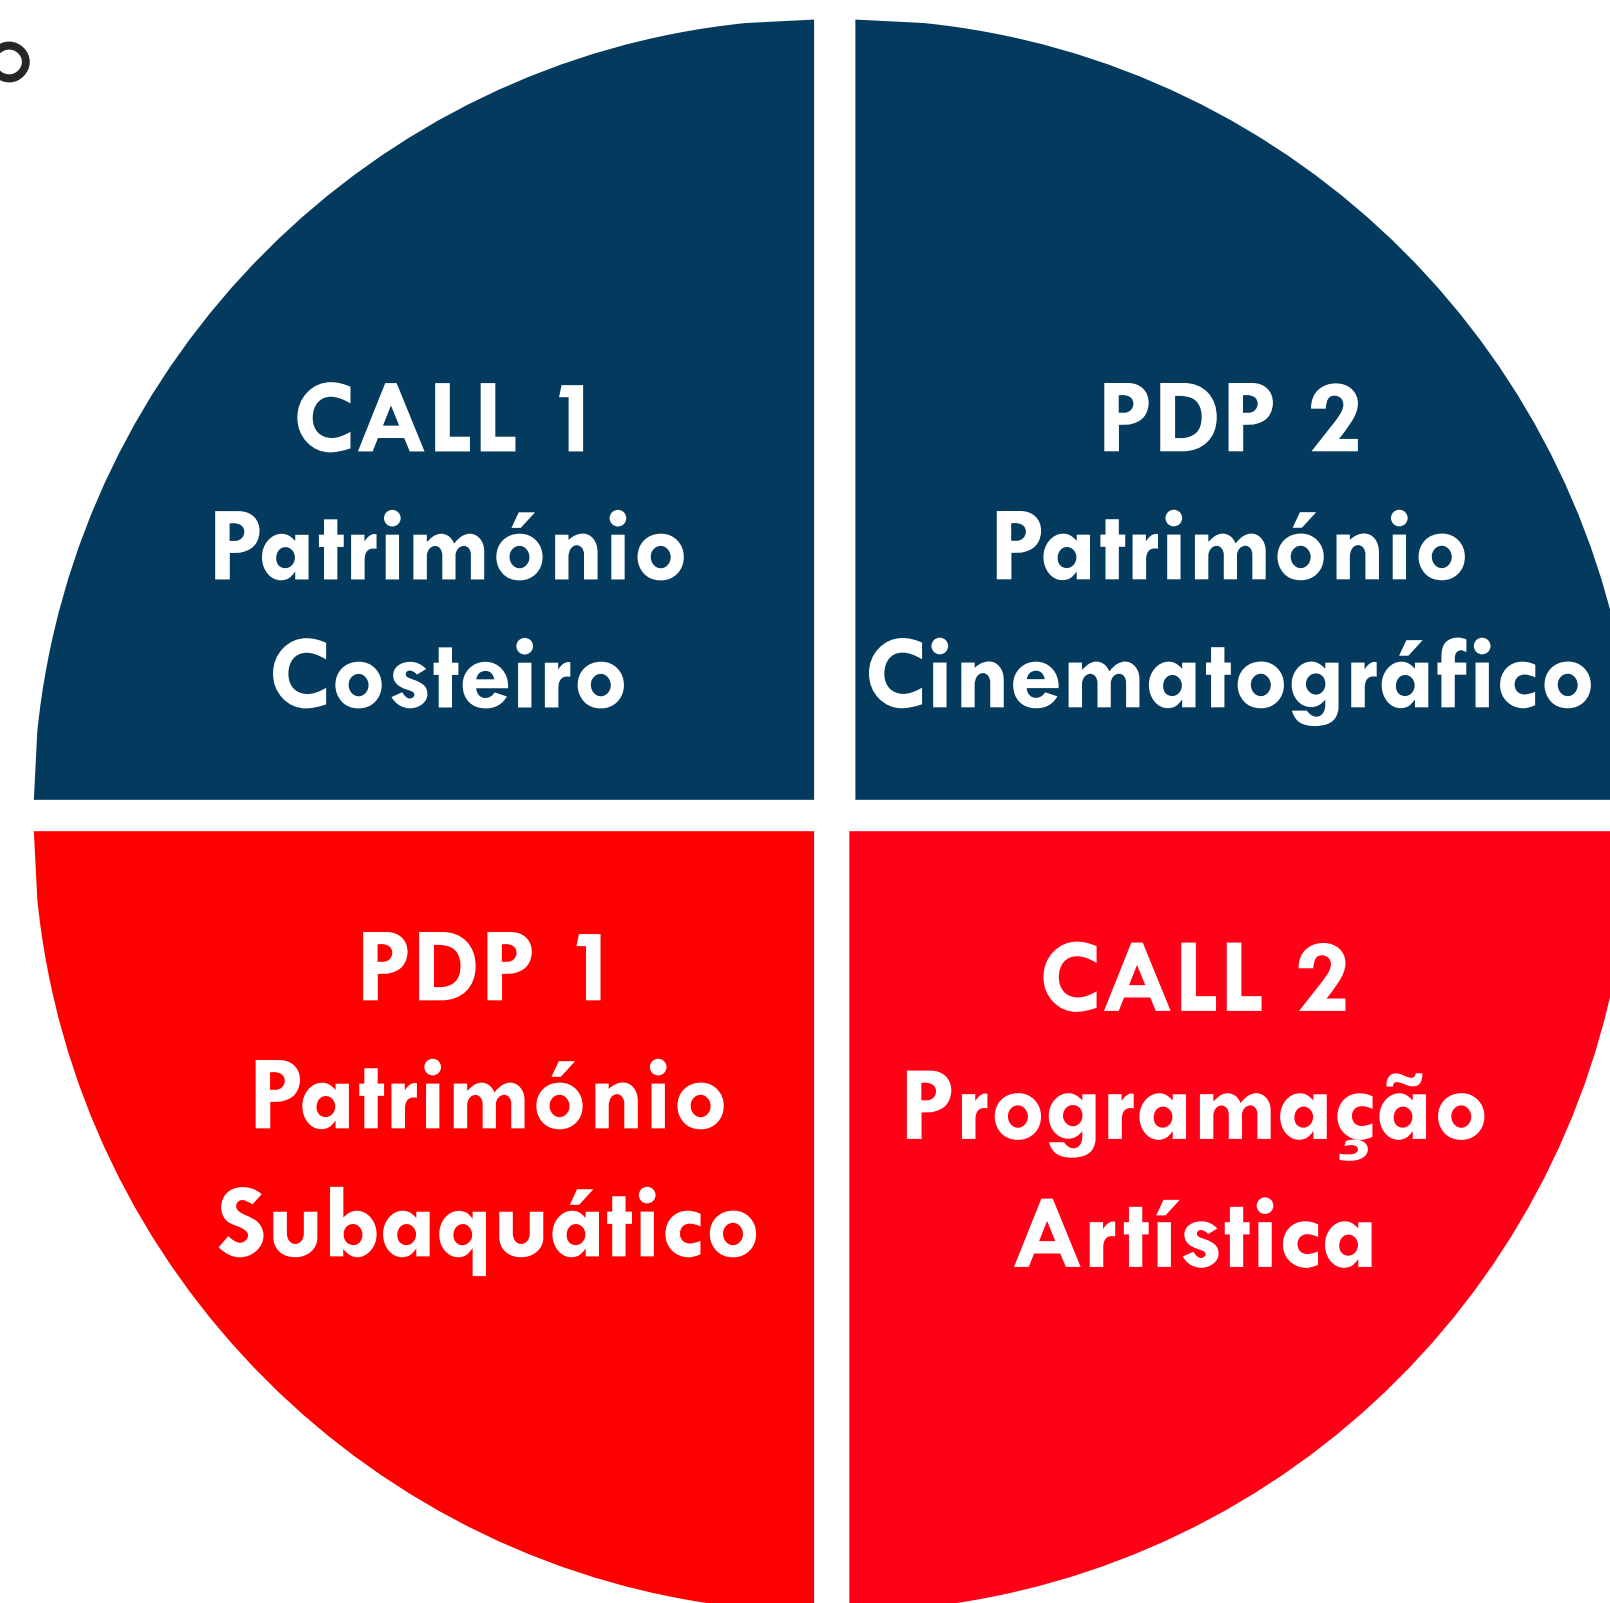 CALL 1
Património
Costeiro
PDP 2
Património
Cinematográfico
PDP 1
Património
Subaquático
CALL 2
Programação
Artística